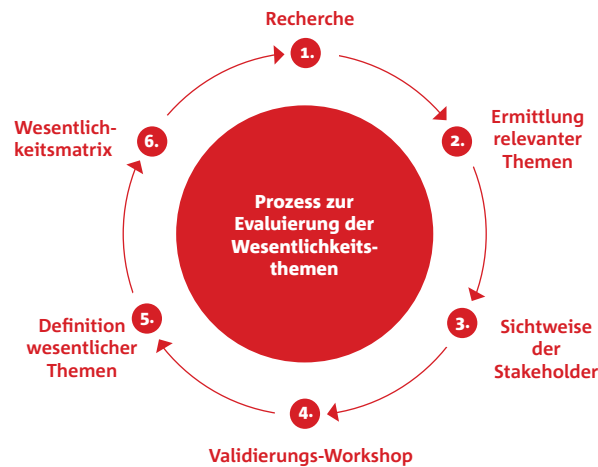 Recherche
1.
Ermittlung
relevanter
Themen
2.
Sichtweise
der
Stakeholder
3.
Validierungs-Workshop
4.
Definition
wesentlicher
Themen
5.
Wesentlich-
keitsmatrix
6.
Prozess zur
Evaluierung der
Wesentlichkeits-
themen